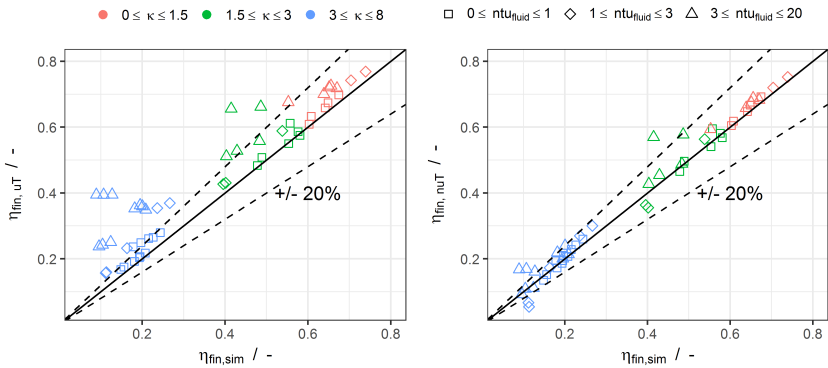 0 ≤ κ ≤ 1.5 1.5 ≤ κ ≤ 3 3 ≤ κ ≤ 8 0 ≤ ntu_fluid ≤ 1 1 ≤ ntu_fluid ≤ 3 3 ≤ ntu_fluid ≤ 20
η_fin, uT / -
0.8
0.6
0.4
0.2
+/- 20%
0.2 0.4 0.6 0.8
η_fin,sim / -
η_fin, nuT / -
0.8
0.6
0.4
0.2
+/- 20%
0.2 0.4 0.6 0.8
η_fin,sim / -